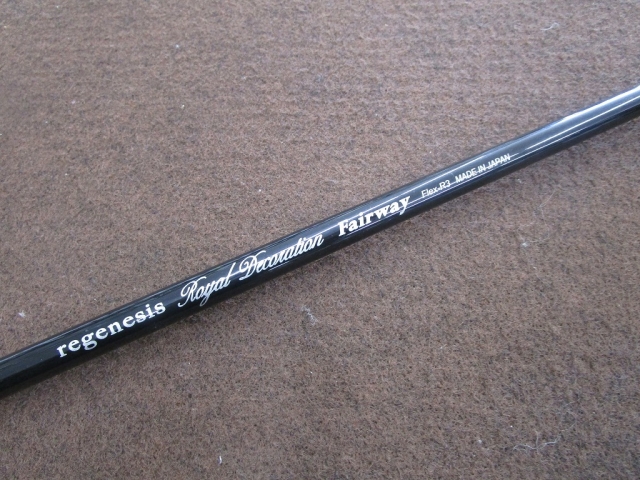 regenesis Royal Decoration Fairway Flex-R3 MADE IN JAPAN